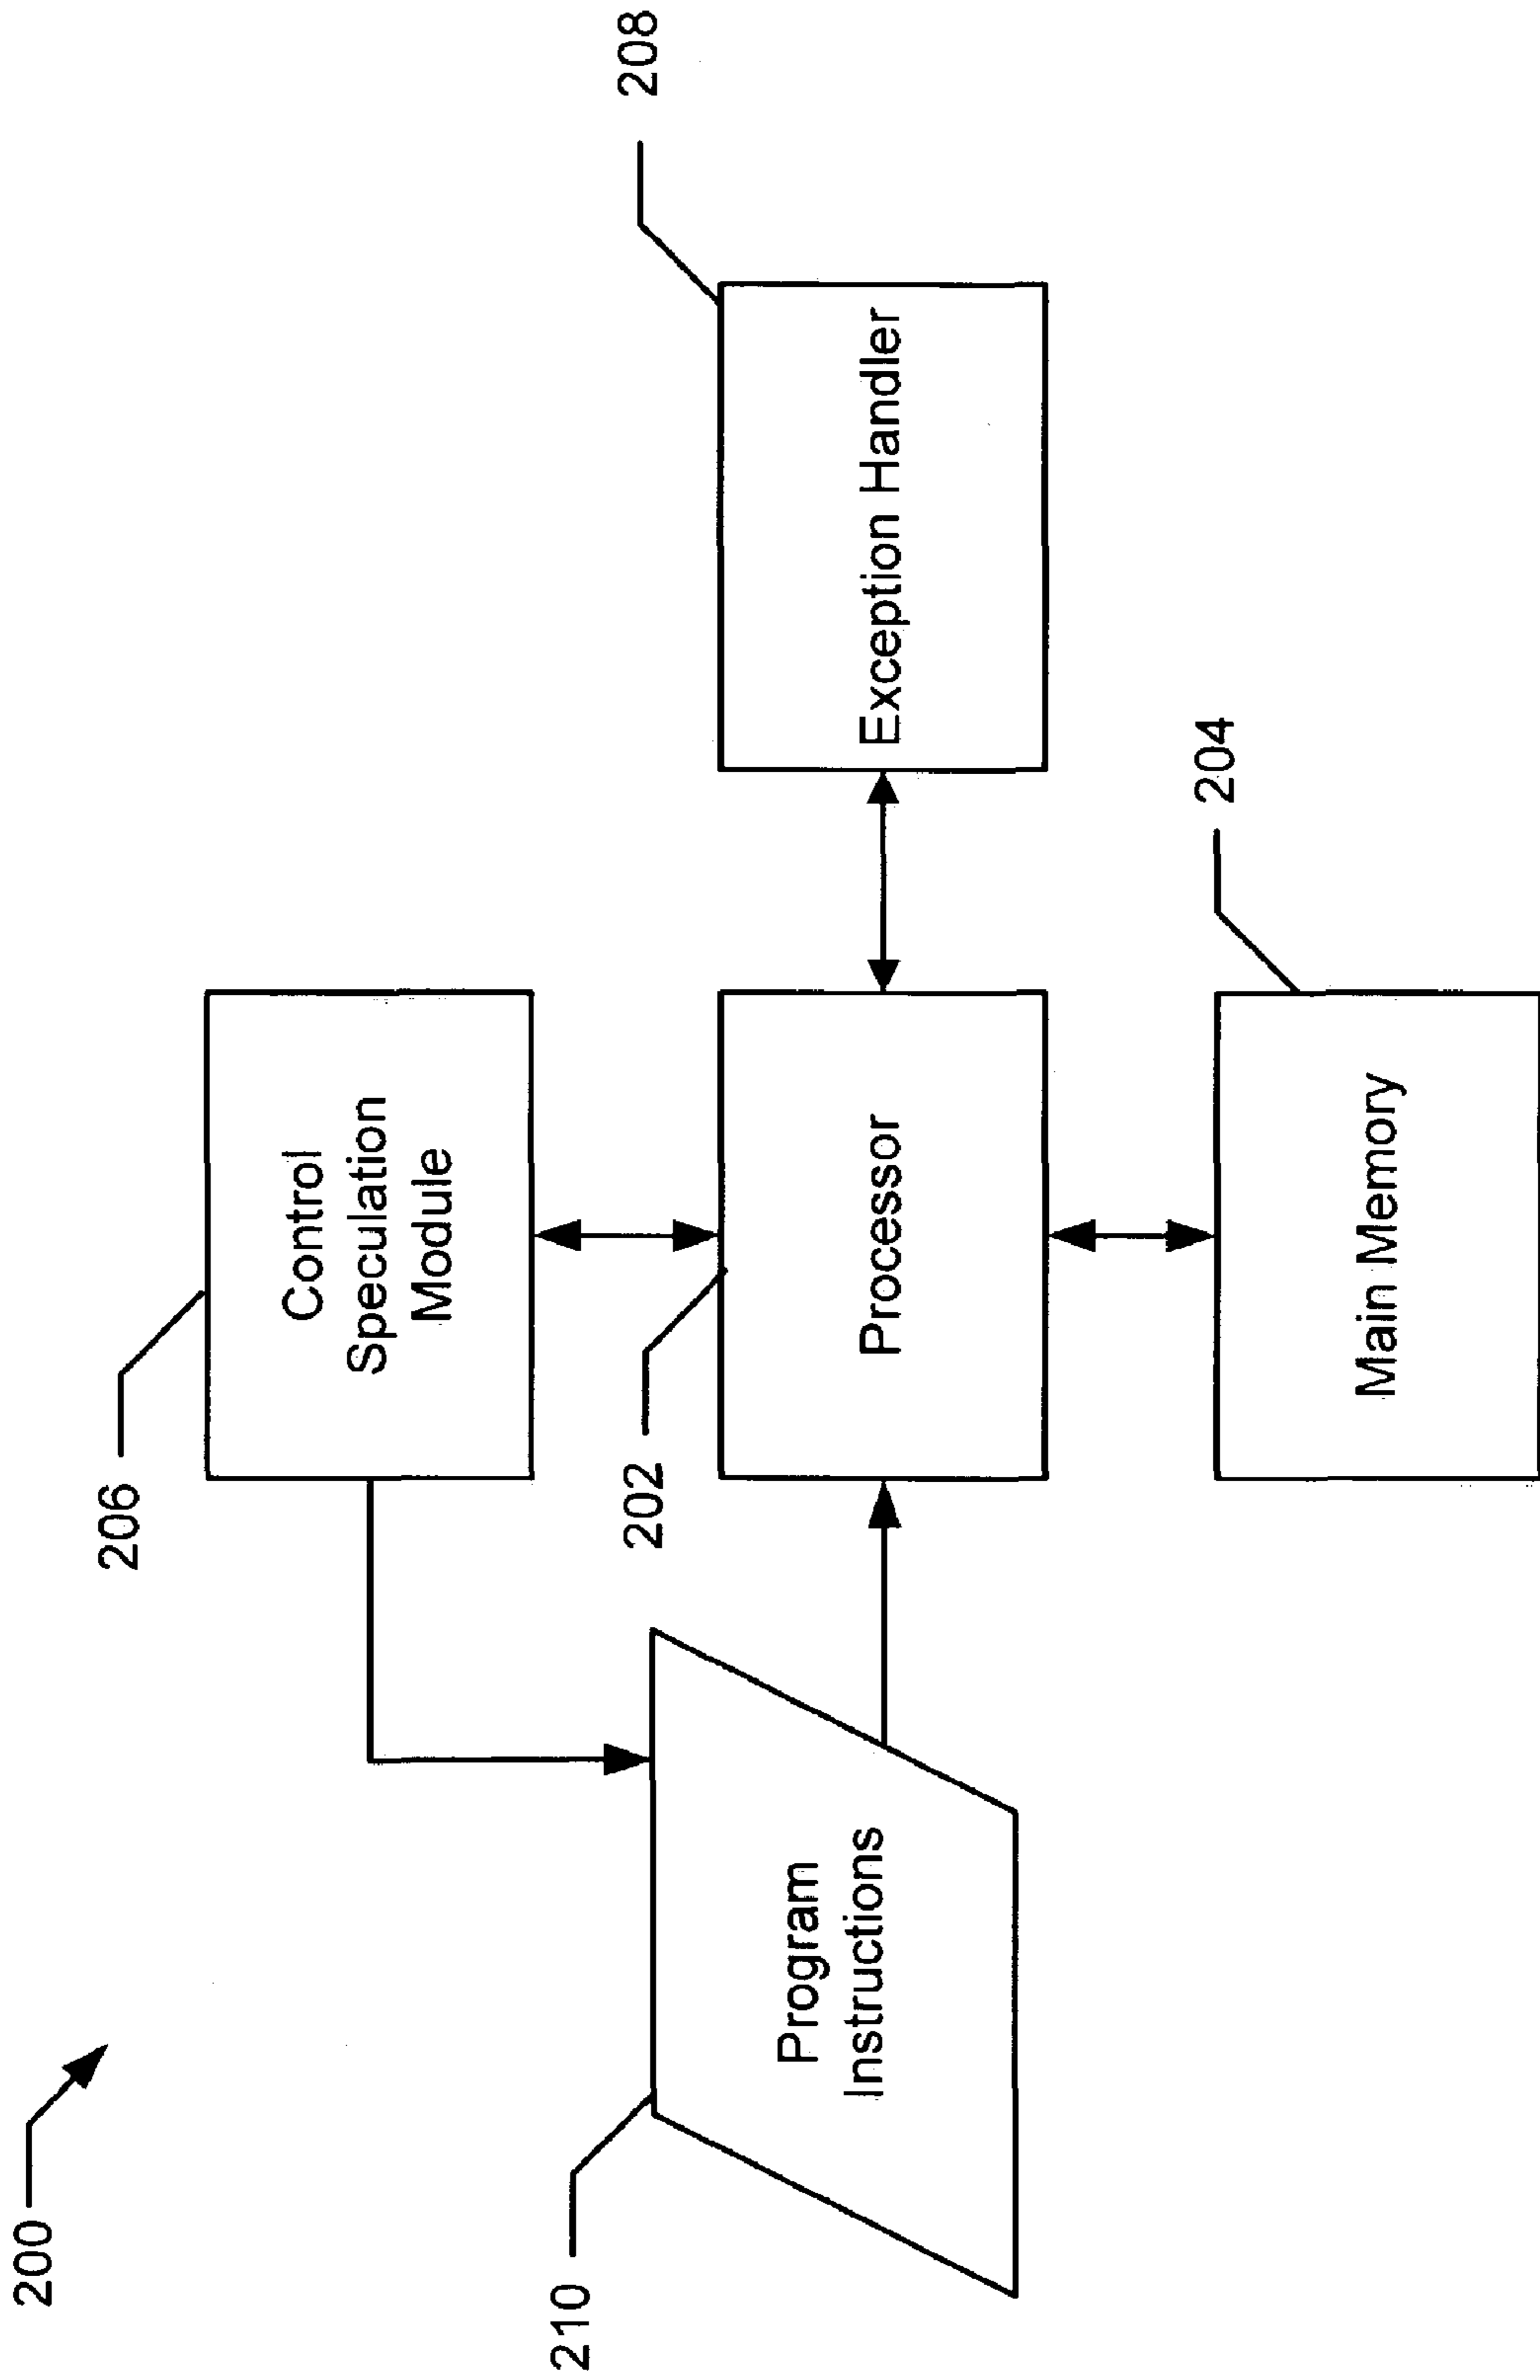 200
206
Control
Speculation
Module
210
Program
Instructions
202
Processor
Exception Handler
208
Main Memory
204